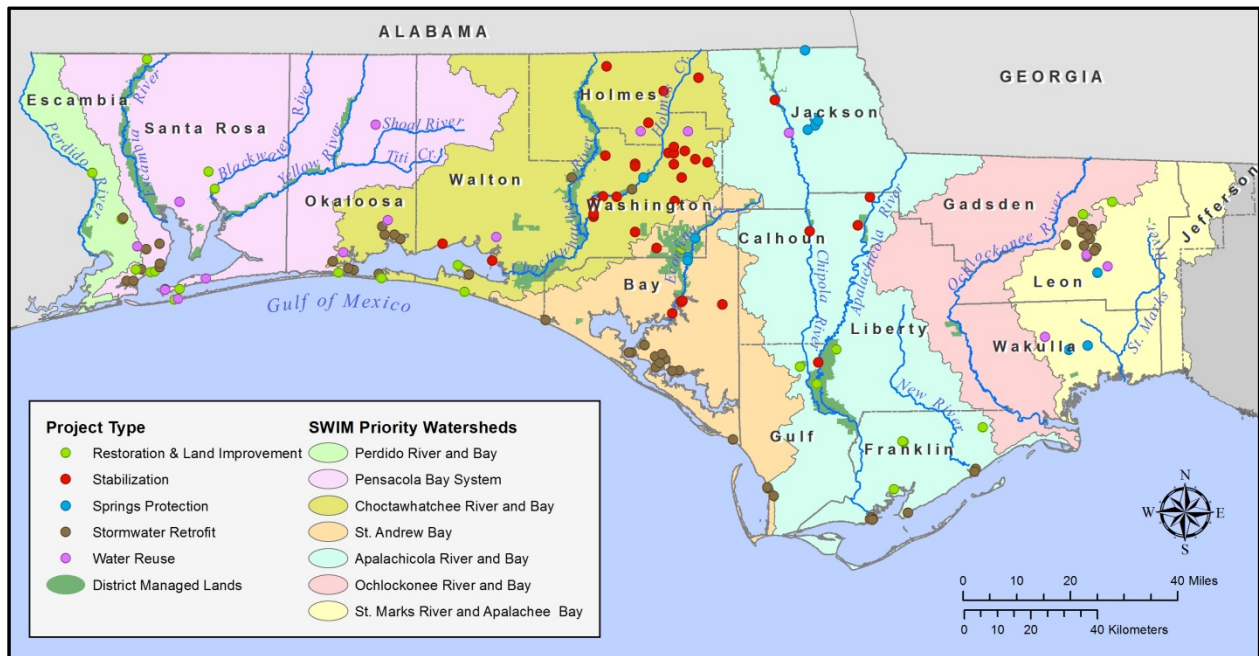 ALABAMA
GEORGIA
Escambia
Santa Rosa
Okaloosa
Walton
Holmes
Washington
Bay
Jackson
Calhoun
Gulf
Liberty
Franklin
Gadsden
Leon
Wakulla
Jefferson
Perdido River
Escambia River
Blackwater River
Yellow River
Shoal River
Titi Cr.
Choctawhatchee River
Holmes Cr.
Econfina Cr.
Chipola River
Apalachicola River
New River
Ochlockonee River
St. Marks River
Gulf of Mexico
Project Type
Restoration & Land Improvement
Stabilization
Springs Protection
Stormwater Retrofit
Water Reuse
District Managed Lands
SWIM Priority Watersheds
Perdido River and Bay
Pensacola Bay System
Choctawhatchee River and Bay
St. Andrew Bay
Apalachicola River and Bay
Ochlockonee River and Bay
St. Marks River and Apalachee Bay
N
W E
S
0 10 20 40 Miles
0 10 20 40 Kilometers